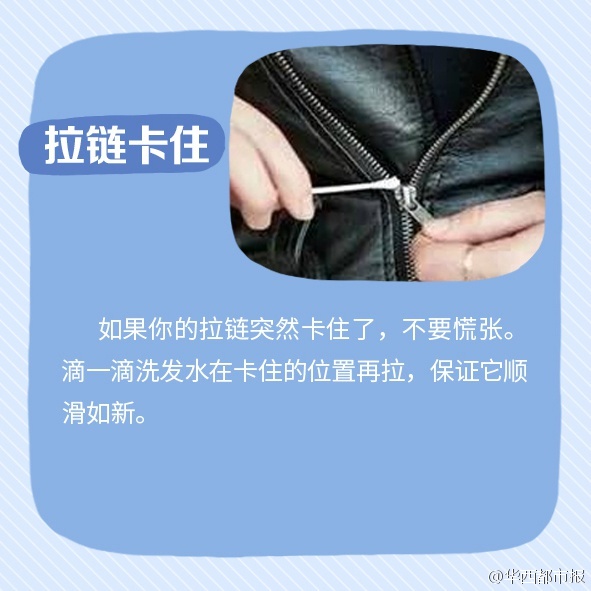 拉链卡住
如果你的拉链突然卡住了，不要慌张。
滴一滴洗发水在卡住的位置再拉，保证它顺
滑如新。
@华西都市报